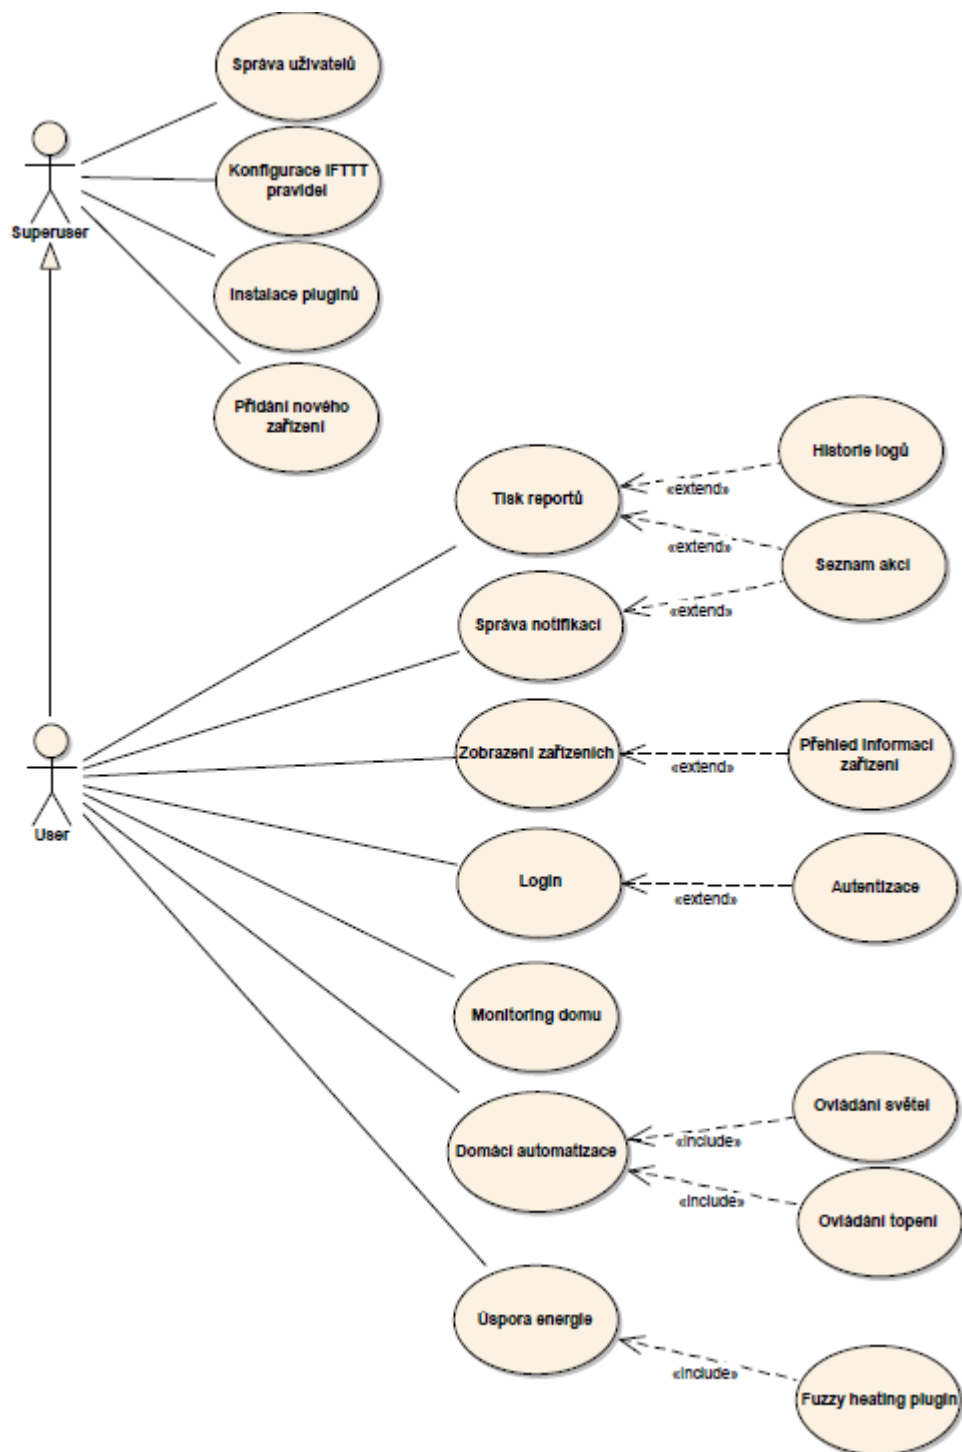 Správa uživatelů
Konfigurace IFTTT
pravidel
Superuser
Instalace pluginů
Přidání nového
zařízení
Historie logů
Tisk reportů
«extend»
«extend»
Seznam akcí
Správa notifikací
«extend»
Zobrazení zařízeních
«extend»
Přehled informací
zařízení
User
Login
«extend»
Autentizace
Monitoring domu
Ovládání světel
Domácí automatizace
«include»
«include»
Ovládání topení
Úspora energie
«include»
Fuzzy heating plugin